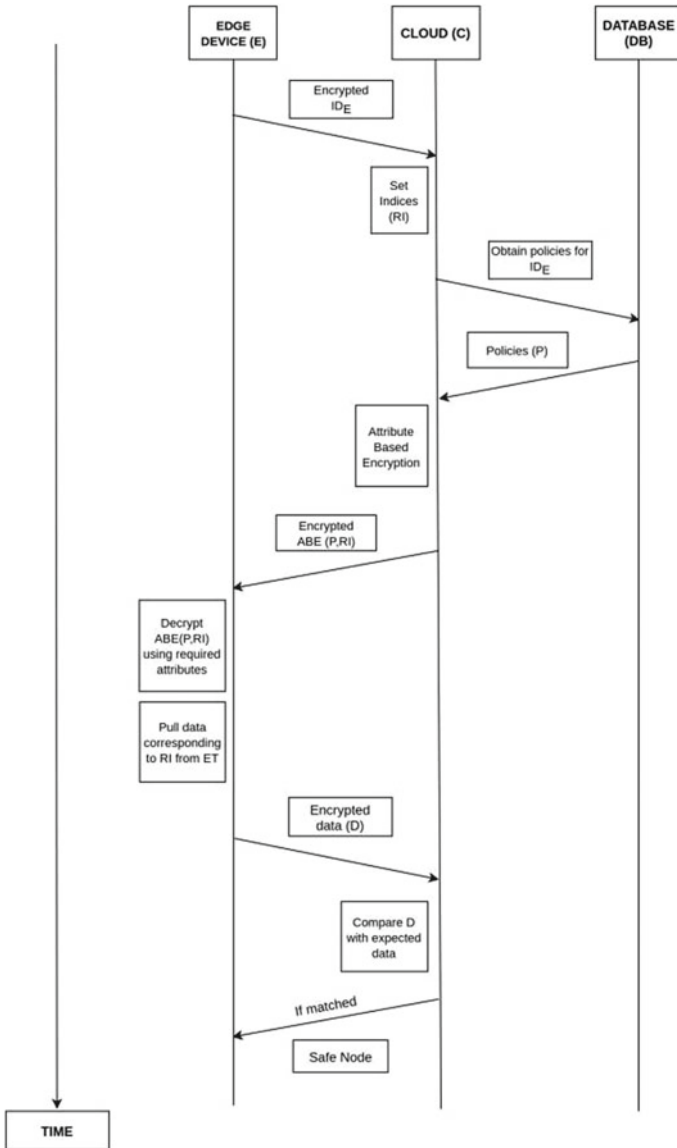 EDGE
DEVICE (E)
CLOUD (C)
DATABASE
(DB)
Encrypted
IDE
Set
Indices
(RI)
Obtain policies for
IDE
Policies (P)
Attribute
Based
Encryption
Encrypted
ABE (P,RI)
Decrypt
ABE(P,RI)
using required
attributes
Pull data
corresponding
to RI from ET
Encrypted
data (D)
Compare D
with expected
data
If matched
Safe Node
TIME